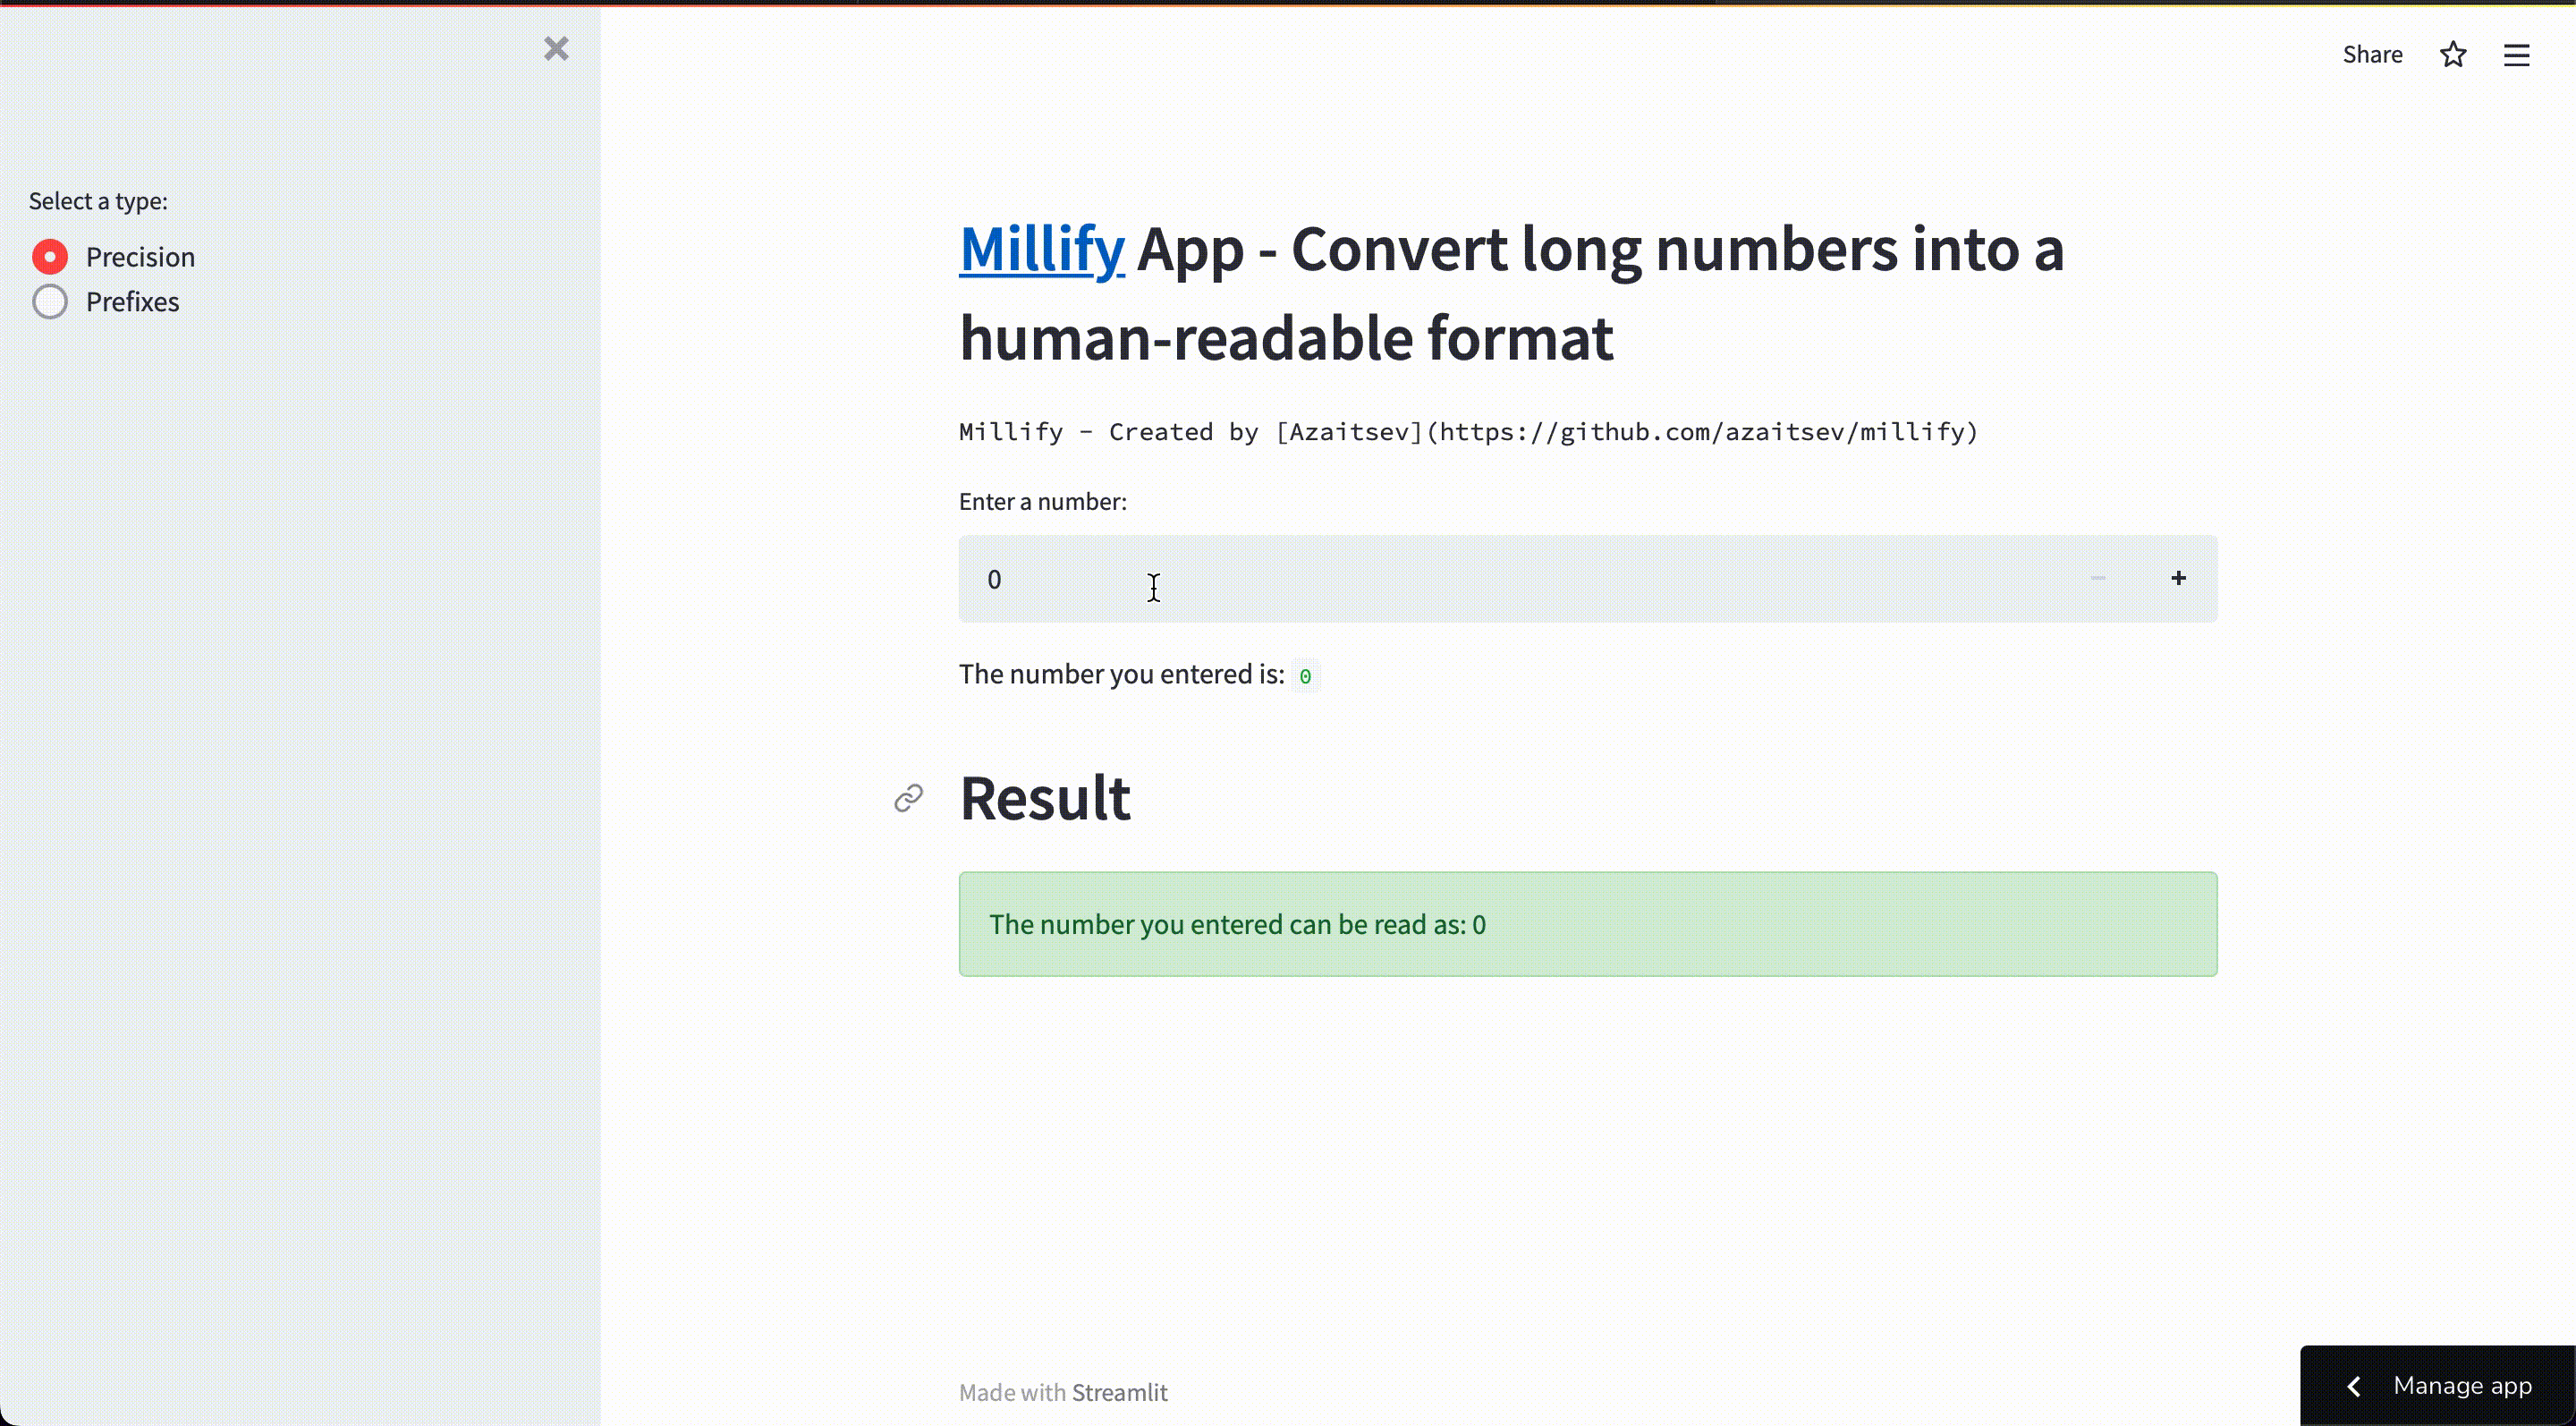 Share
Select a type:
Precision
Prefixes
Millify App - Convert long numbers into a
human-readable format
Millify - Created by [Azaitsev](https://github.com/azaitsev/millify)
Enter a number:
0
The number you entered is: 0
Result
The number you entered can be read as: 0
Made with Streamlit
Manage app